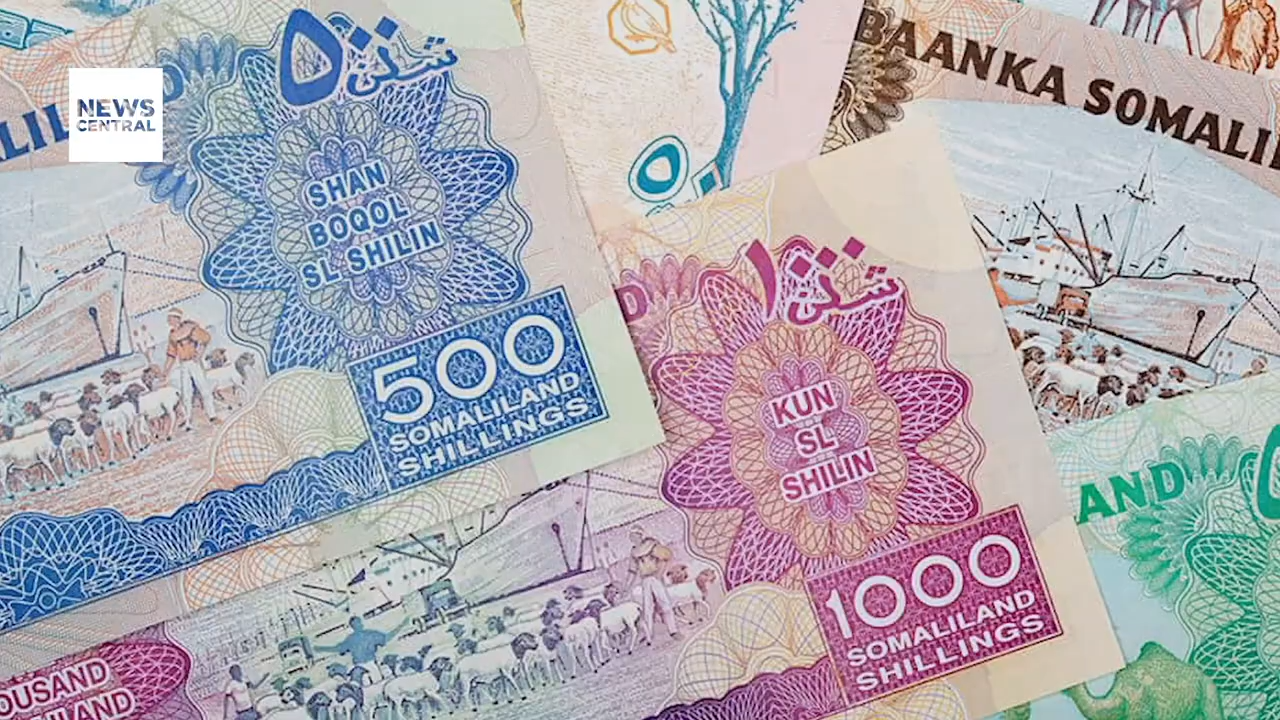 NEWS
CENTRAL
٥٠٠ شلن
SHAN
BOQOL
SL SHILIN
500
SOMALILAND
SHILLINGS
BAANKA SOMALI
١٠٠٠ شلن
KUN
SL
SHILIN
1000
SOMALILAND
SHILLINGS
AND